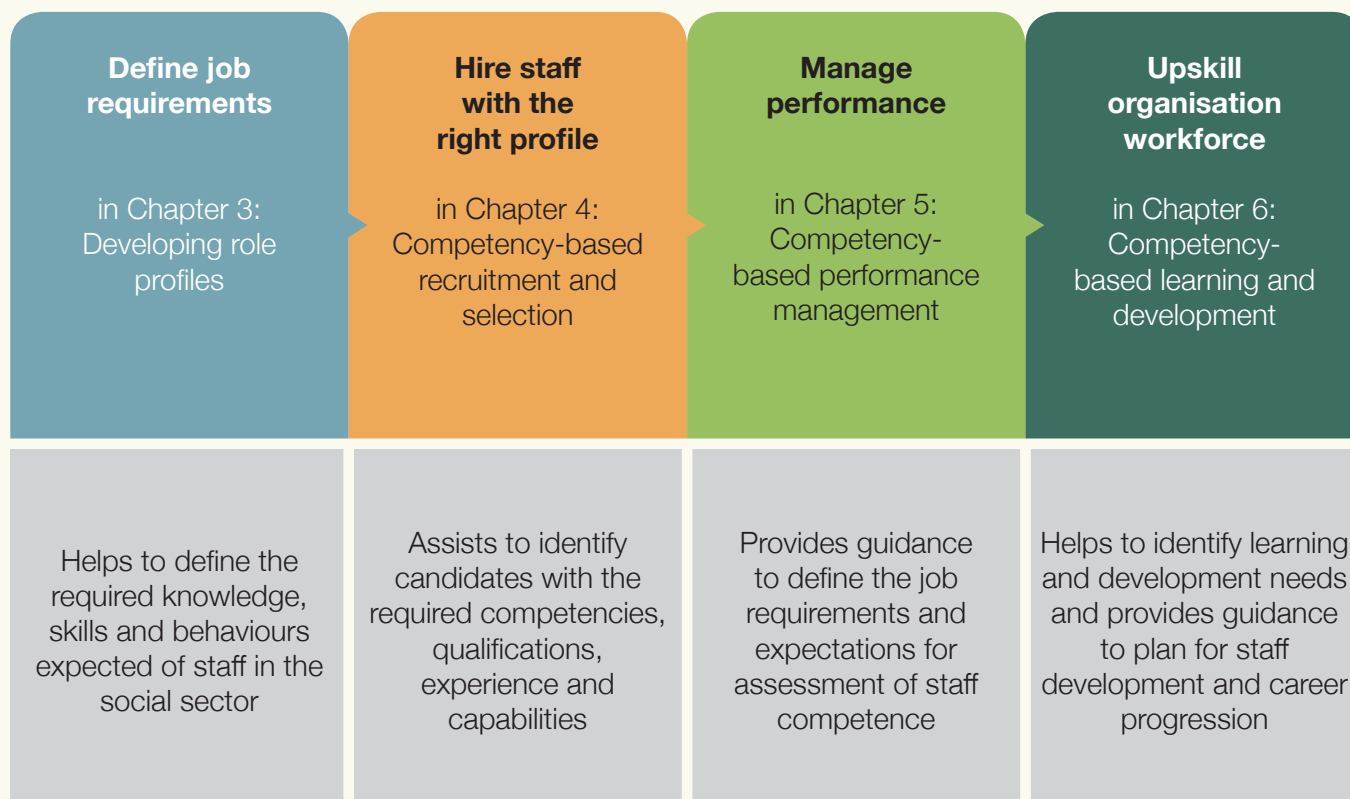 Define job
requirements
in Chapter 3:
Developing role
profiles
Hire staff
with the
right profile
in Chapter 4:
Competency-based
recruitment and
selection
Manage
performance
in Chapter 5:
Competency-
based performance
management
Upskill
organisation
workforce
in Chapter 6:
Competency-
based learning and
development
Helps to define the
required knowledge,
skills and behaviours
expected of staff in the
social sector
Assists to identify
candidates with the
required competencies,
qualifications,
experience and
capabilities
Provides guidance
to define the job
requirements and
expectations for
assessment of staff
competence
Helps to identify learning
and development needs
and provides guidance
to plan for staff
development and career
progression